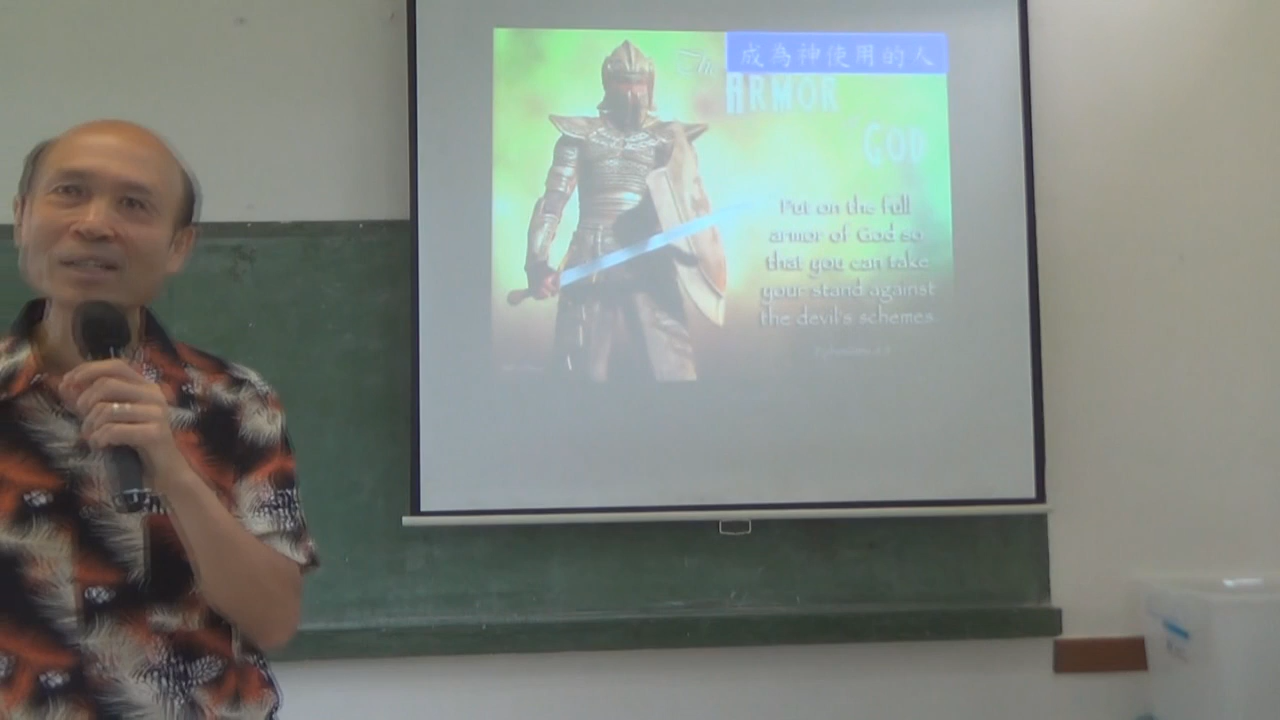 成為神使用的人
The
ARMOR
of
GOD
Put on the full
armor of God so
that you can take
your stand against
the devil's schemes.